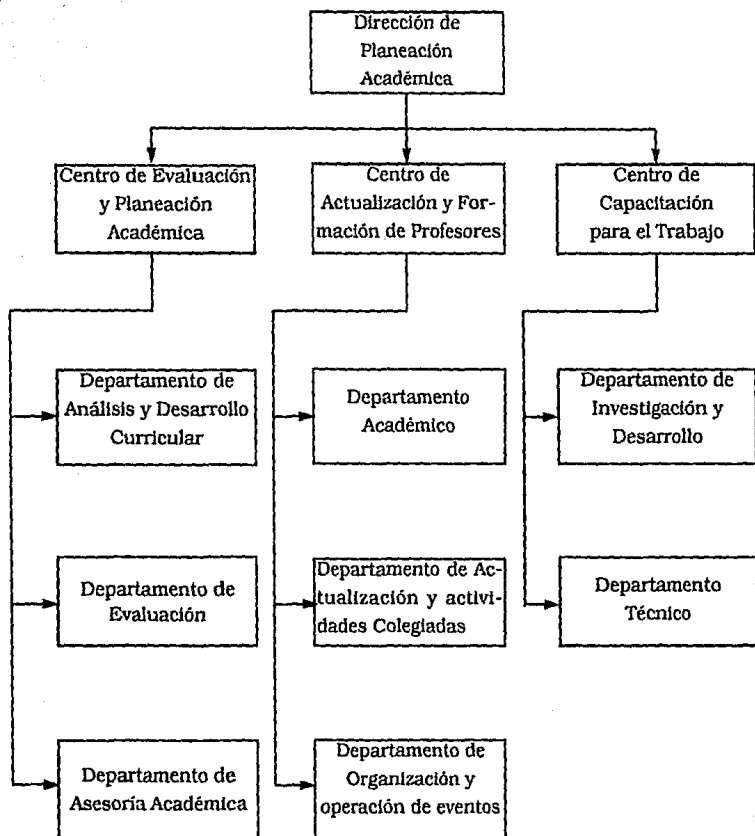 Dirección de
Planeación
Académica
Centro de Evaluación
y Planeación
Académica
Centro de
Actualización y For-
mación de Profesores
Centro de
Capacitación
para el Trabajo
Departamento de
Análisis y Desarrollo
Curricular
Departamento
Académico
Departamento de
Investigación y
Desarrollo
Departamento de
Evaluación
Departamento de Ac-
tualización y activi-
dades Colegiadas
Departamento
Técnico
Departamento de
Asesoría Académica
Departamento de
Organización y
operación de eventos